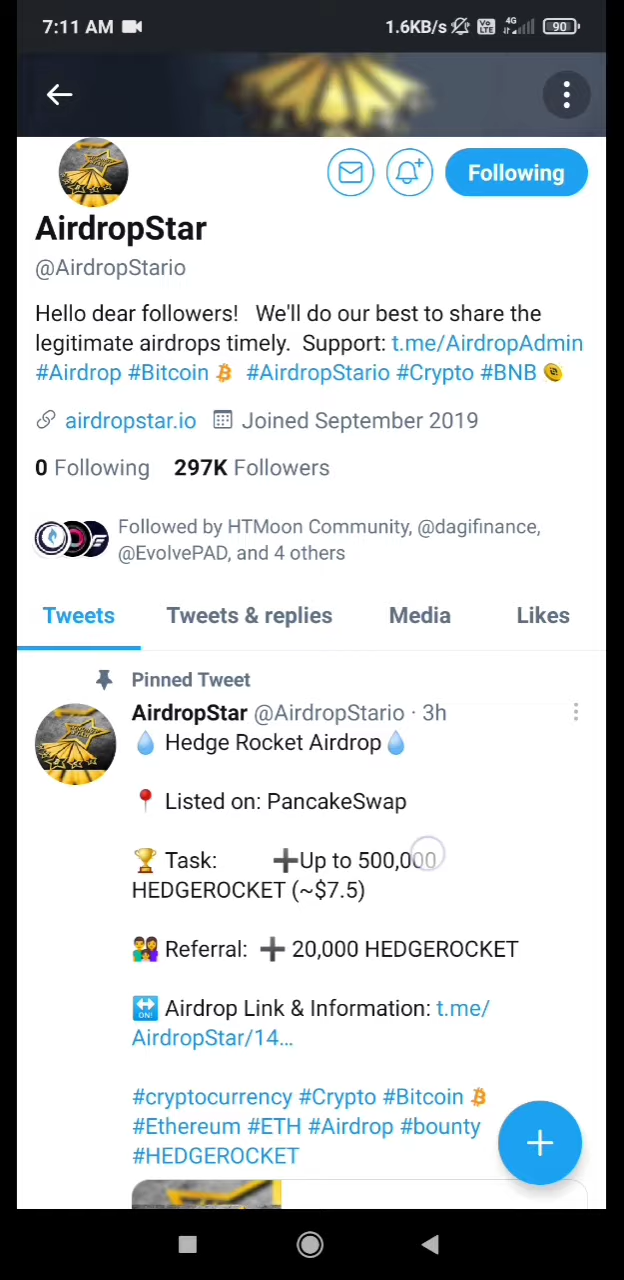 7:11 AM 1.6KB/s Vo LTE 4G 90
Following
AirdropStar
@AirdropStario
Hello dear followers! We'll do our best to share the
legitimate airdrops timely. Support: t.me/AirdropAdmin
#Airdrop #Bitcoin #AirdropStario #Crypto #BNB
airdropstar.io Joined September 2019
0 Following 297K Followers
Followed by HTMoon Community, @dagifinance,
@EvolvePAD, and 4 others
Tweets Tweets & replies Media Likes
Pinned Tweet
AirdropStar @AirdropStario · 3h
💧 Hedge Rocket Airdrop💧
📍 Listed on: PancakeSwap
🏆 Task: ➕Up to 500,000
HEDGEROCKET (~$7.5)
👨‍👩‍👧‍👦 Referral: ➕ 20,000 HEDGEROCKET
🔛 Airdrop Link & Information: t.me/
AirdropStar/14...
#cryptocurrency #Crypto #Bitcoin
#Ethereum #ETH #Airdrop #bounty
#HEDGEROCKET